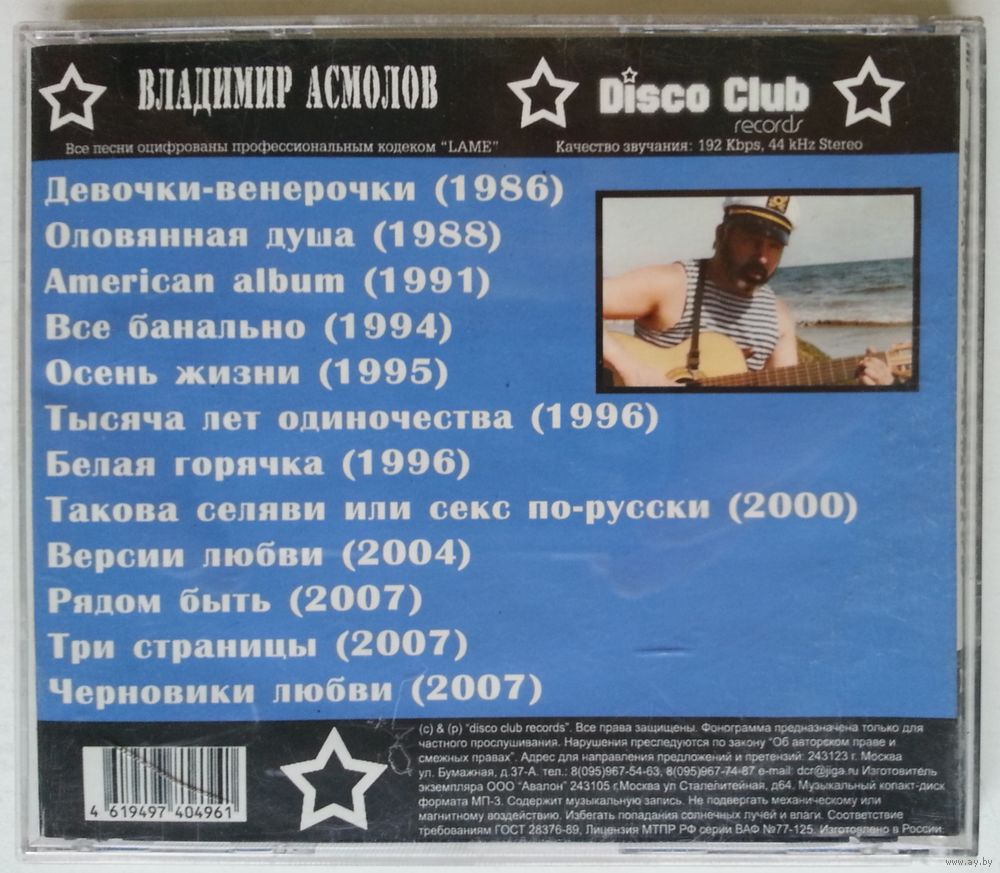 ВЛАДИМИР АСМОЛОВ
Disco Club
records
Все песни оцифрованы профессиональным кодеком "LAME"
Качество звучания: 192 Kbps, 44 kHz Stereo
Девочки-венерочки (1986)
Оловянная душа (1988)
American album (1991)
Все банально (1994)
Осень жизни (1995)
Тысяча лет одиночества (1996)
Белая горячка (1996)
Такова селяви или секс по-русски (2000)
Версии любви (2004)
Рядом быть (2007)
Три страницы (2007)
Черновики любви (2007)
(c) & (p) "disco club records". Все права защищены. Фонограмма предназначена только для
частного прослушивания. Нарушения преследуются по закону "Об авторском праве и
смежных правах". Адрес для направления предложений и претензий: 243123 г. Москва
ул. Бумажная, д.37-А. тел.: 8(095)967-54-63, 8(095)967-74-87 e-mail: dcr@jiga.ru Изготовитель
экземпляра ООО "Авалон" 243105 г.Москва ул Сталелитейная, д64. Музыкальный копакт-диск
формата МП-3. Содержит музыкальную запись. Не подвергать механическому или
магнитному воздействию. Избегать попадания солнечных лучей и влаги. Соответствие
требованиям ГОСТ 28376-89, Лицензия МТПР РФ серии ВАФ №77-125. Изготовлено в России.
4 619497 404961
www.ay.by